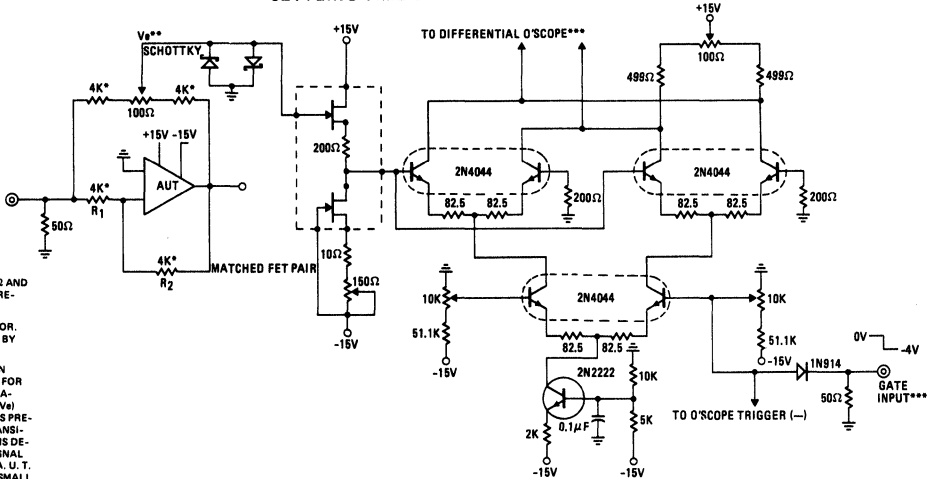 +15V
+15V
Ve**
SCHOTTKY
TO DIFFERENTIAL O'SCOPE***
100Ω
499Ω
499Ω
4K*
4K*
100Ω
+15V -15V
200Ω
2N4044
2N4044
AUT
4K*
R1
82.5 82.5
200Ω
82.5 82.5
200Ω
50Ω
4K*
R2
MATCHED FET PAIR
10Ω
150Ω
-15V
10K
2N4044
10K
51.1K
51.1K
-15V
-15V
82.5 82.5
0V
-4V
1N914
2N2222
10K
50Ω
GATE
INPUT***
TO O'SCOPE TRIGGER (—)
2K
0.1μF
5K
-15V
-15V
2 AND
RE-
OR.
BY
N
FOR
A-
Ve)
S PRE-
ANSI-
IS DE-
GNAL
A. U. T.
SMALL